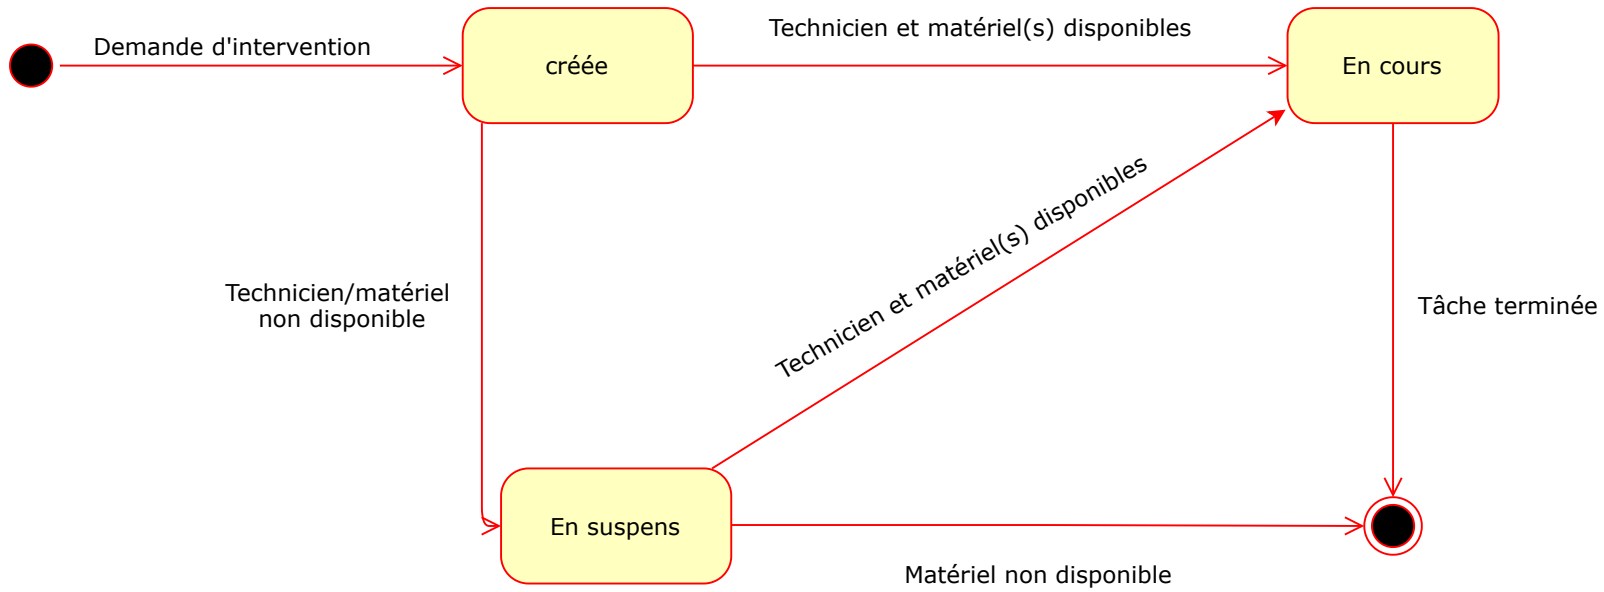 Demande d'intervention
créée
Technicien et matériel(s) disponibles
En cours
Technicien/matériel
non disponible
Technicien et matériel(s) disponibles
Tâche terminée
En suspens
Matériel non disponible